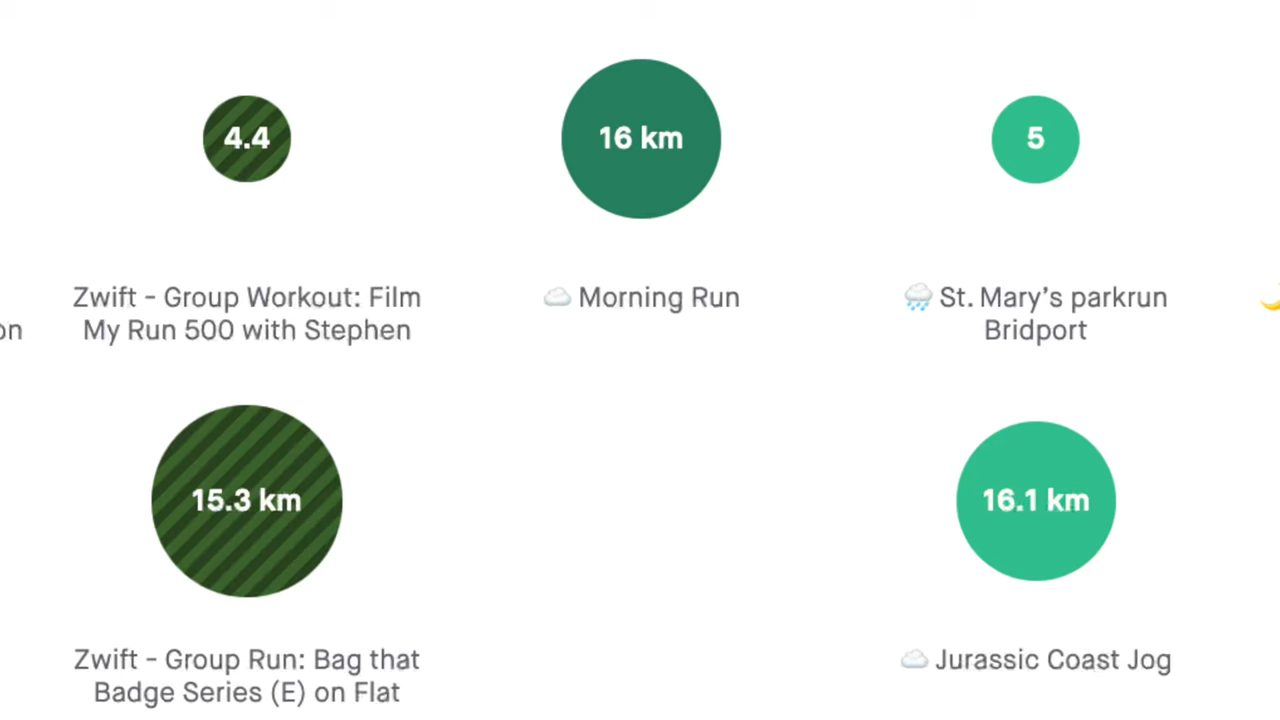 4.4
16 km
5
on
Zwift - Group Workout: Film
My Run 500 with Stephen
Morning Run
St. Mary's parkrun
Bridport
15.3 km
16.1 km
Zwift - Group Run: Bag that
Badge Series (E) on Flat
Jurassic Coast Jog